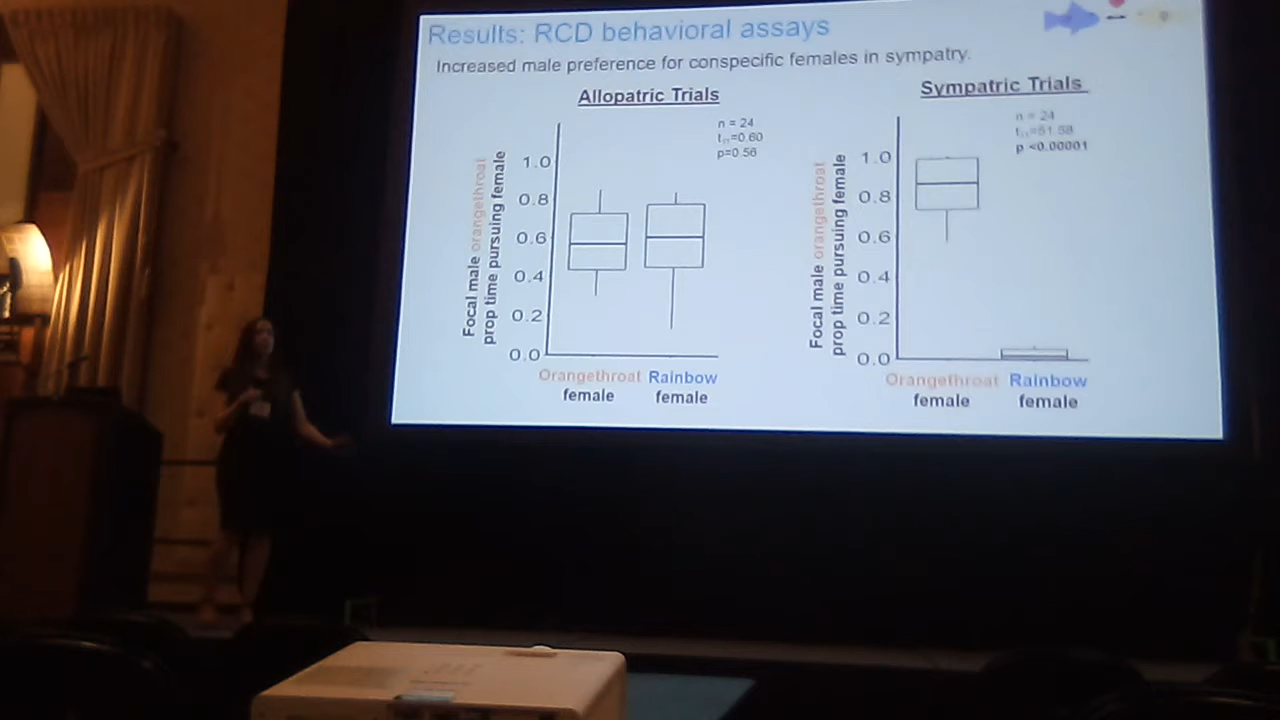 Results: RCD behavioral assays
Increased male preference for conspecific females in sympatry.
Allopatric Trials
n = 24
=0.60
p=0.56
Focal male orangethroat
prop time pursuing female
1.0
0.8
0.6
0.4
0.2
0.0
Orangethroat Rainbow
female female
Sympatric Trials
n = 24
=51.58
p <0.00001
Focal male orangethroat
prop time pursuing female
1.0
0.8
0.6
0.4
0.2
0.0
Orangethroat Rainbow
female female